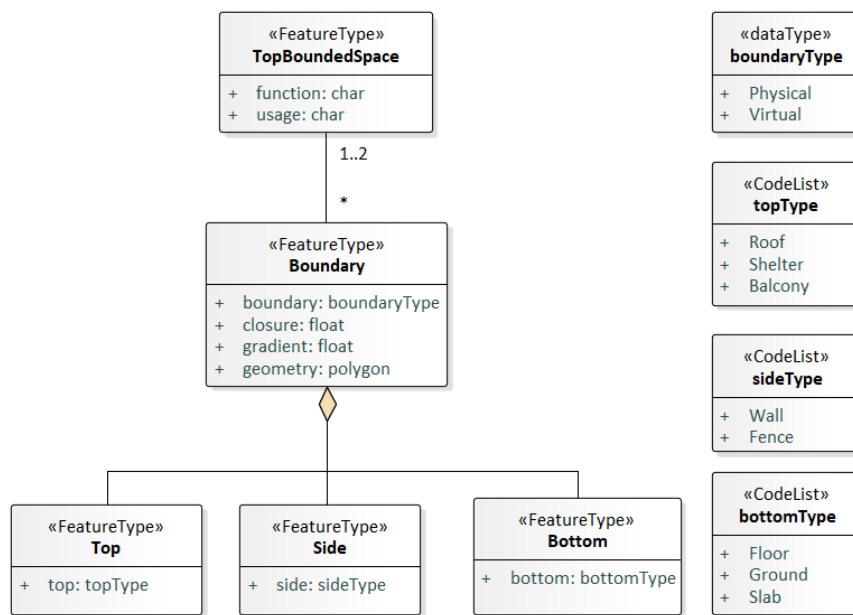 «FeatureType»
TopBoundedSpace
+ function: char
+ usage: char
1..2
*
«FeatureType»
Boundary
+ boundary: boundaryType
+ closure: float
+ gradient: float
+ geometry: polygon
«FeatureType»
Top
+ top: topType
«FeatureType»
Side
+ side: sideType
«FeatureType»
Bottom
+ bottom: bottomType
«dataType»
boundaryType
+ Physical
+ Virtual
«CodeList»
topType
+ Roof
+ Shelter
+ Balcony
«CodeList»
sideType
+ Wall
+ Fence
«CodeList»
bottomType
+ Floor
+ Ground
+ Slab